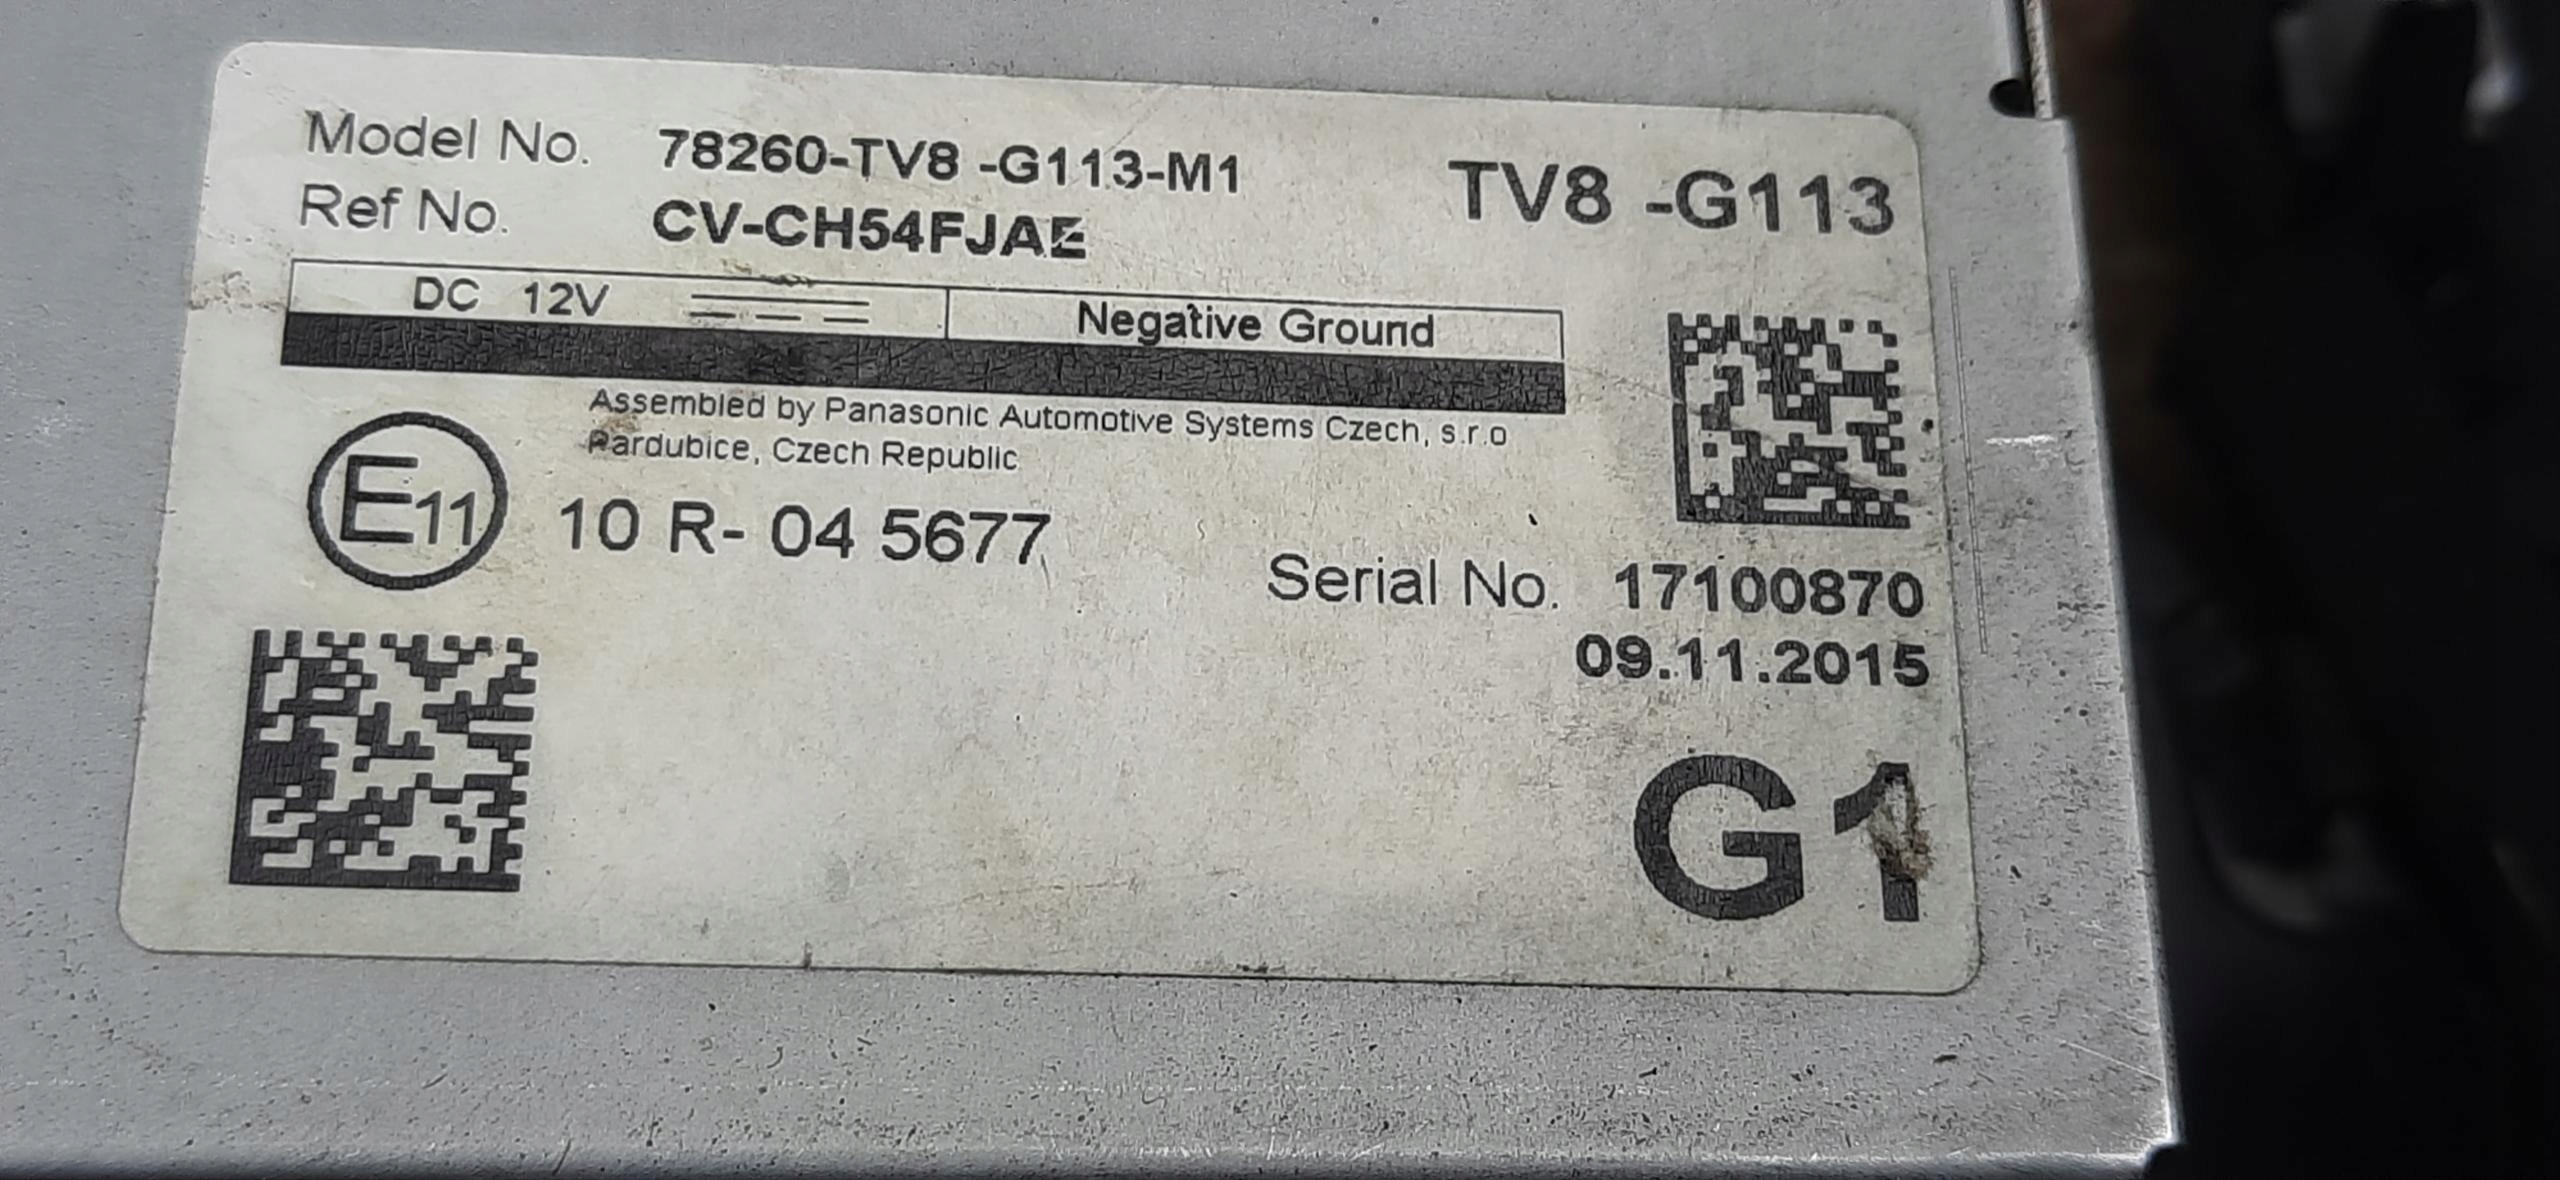 Model No. 78260-TV8 -G113-M1
TV8 -G113
Ref No. CV-CH54FJAE
DC 12V
Negative Ground
Assembled by Panasonic Automotive Systems Czech, s.r.o
Pardubice, Czech Republic
E11
10 R- 04 5677
Serial No. 17100870
09.11.2015
G1